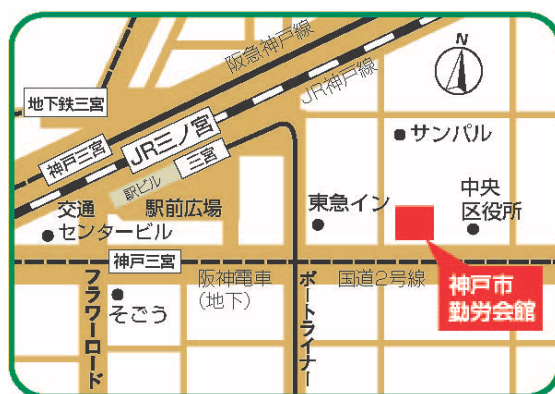 阪急神戸線
JR神戸線
N
地下鉄三宮
神戸三宮
JR三ノ宮
三宮
駅ビル
サンパル
交通
センタービル
駅前広場
東急イン
中央
区役所
神戸三宮
阪神電車
(地下)
国道2号線
神戸市
勤労会館
そごう
フラワーロード
ポートライナー